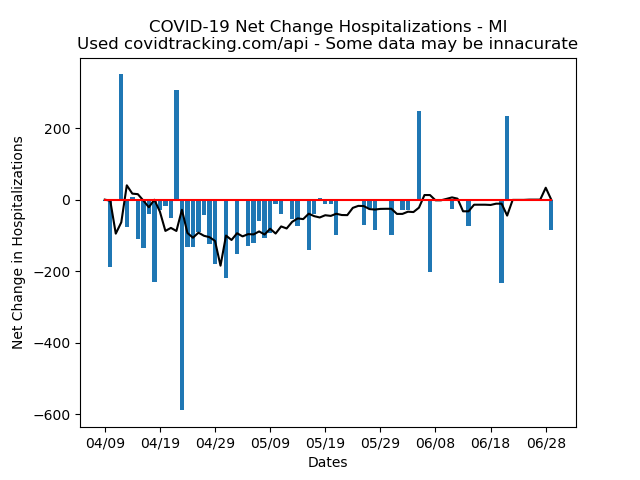 COVID-19 Net Change Hospitalizations - MI
Used covidtracking.com/api - Some data may be innacurate
Net Change in Hospitalizations
200
0
−200
−400
−600
04/09 04/19 04/29 05/09 05/19 05/29 06/08 06/18 06/28
Dates